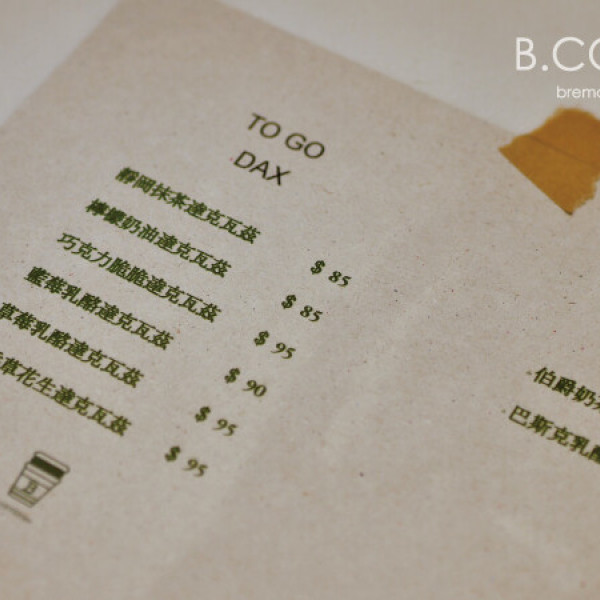 B.CO
bremo
TO GO
DAX
靜岡抹茶達克瓦茲 $ 85
檸檬奶油達克瓦茲 $ 85
巧克力脆脆達克瓦茲 $ 95
藍莓乳酪達克瓦茲 $ 90
草莓乳酪達克瓦茲 $ 95
草花生達克瓦茲 $ 95
伯爵奶茶
巴斯克乳酪
B